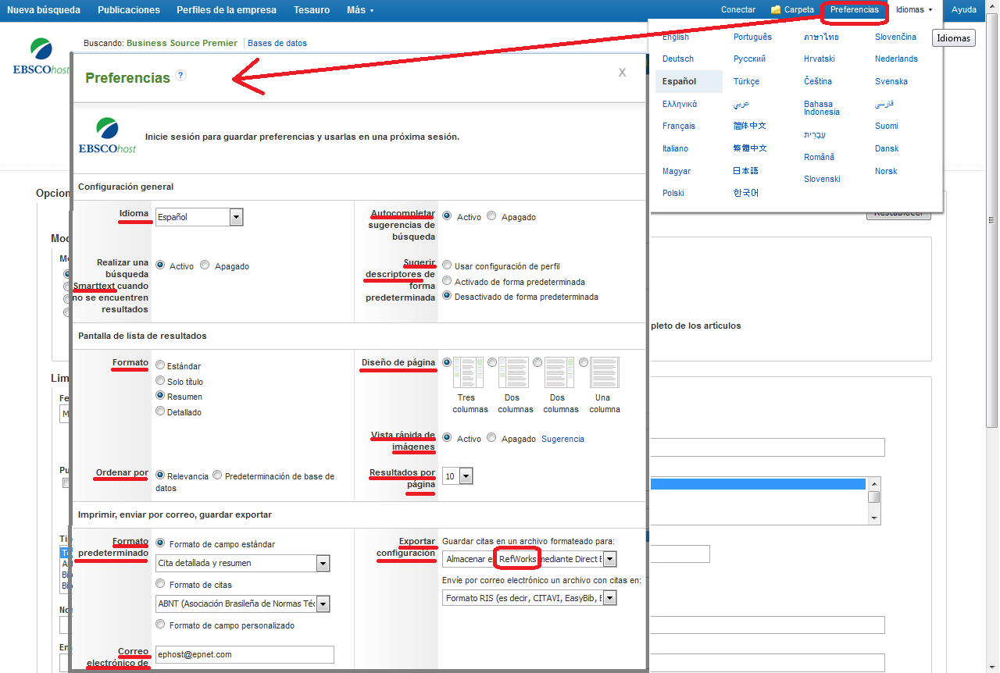 Nueva búsqueda Publicaciones Perfiles de la empresa Tesauro Más Conectar Carpeta Preferencias Idiomas Ayuda
EBSCOhost
Buscando: Business Source Premier Bases de datos
English Português ภาษาไทย Slovenčina Idiomas
Deutsch Русский Hrvatski Nederlands
Español Türkçe Čeština Svenska
Ελληνικά عربي Bahasa Indonesia فارسی
Français 简体中文 עִבְרִית Suomi
Italiano 繁體中文 Română Dansk
Magyar 日本語 Slovenski Norsk
Polski 한국어
Restablecer
Preferencias ? X
EBSCOhost
Inicie sesión para guardar preferencias y usarlas en una próxima sesión.
Configuración general
Idioma
Español
Autocompletar
sugerencias de
búsqueda
Activo Apagado
Realizar una
búsqueda
Smarttext cuando
no se encuentren
resultados
Activo Apagado
Sugerir
descriptores de
forma
predeterminada
Usar configuración de perfil
Activado de forma predeterminada
Desactivado de forma predeterminada
Pantalla de lista de resultados
Formato
Estándar
Solo título
Resumen
Detallado
Diseño de página
Tres columnas
Dos columnas
Dos columnas
Una columna
Vista rápida de
imágenes
Activo Apagado Sugerencia
Ordenar por
Relevancia Predeterminación de base de
datos
Resultados por
página
10
Imprimir, enviar por correo, guardar exportar
Formato
predeterminado
Formato de campo estándar
Cita detallada y resumen
Formato de citas
ABNT (Asociación Brasileña de Normas Téc
Formato de campo personalizado
Exportar
configuración
Guardar citas en un archivo formateado para:
Almacenar e RefWorks mediante Direct E
Envíe por correo electrónico un archivo con citas en:
Formato RIS (es decir, CITAVI, EasyBib, E
Correo
electrónico de
ephost@epnet.com
Opcion
Moc
Lim
Fe
Pu
Tip
No
pleto de los artículos